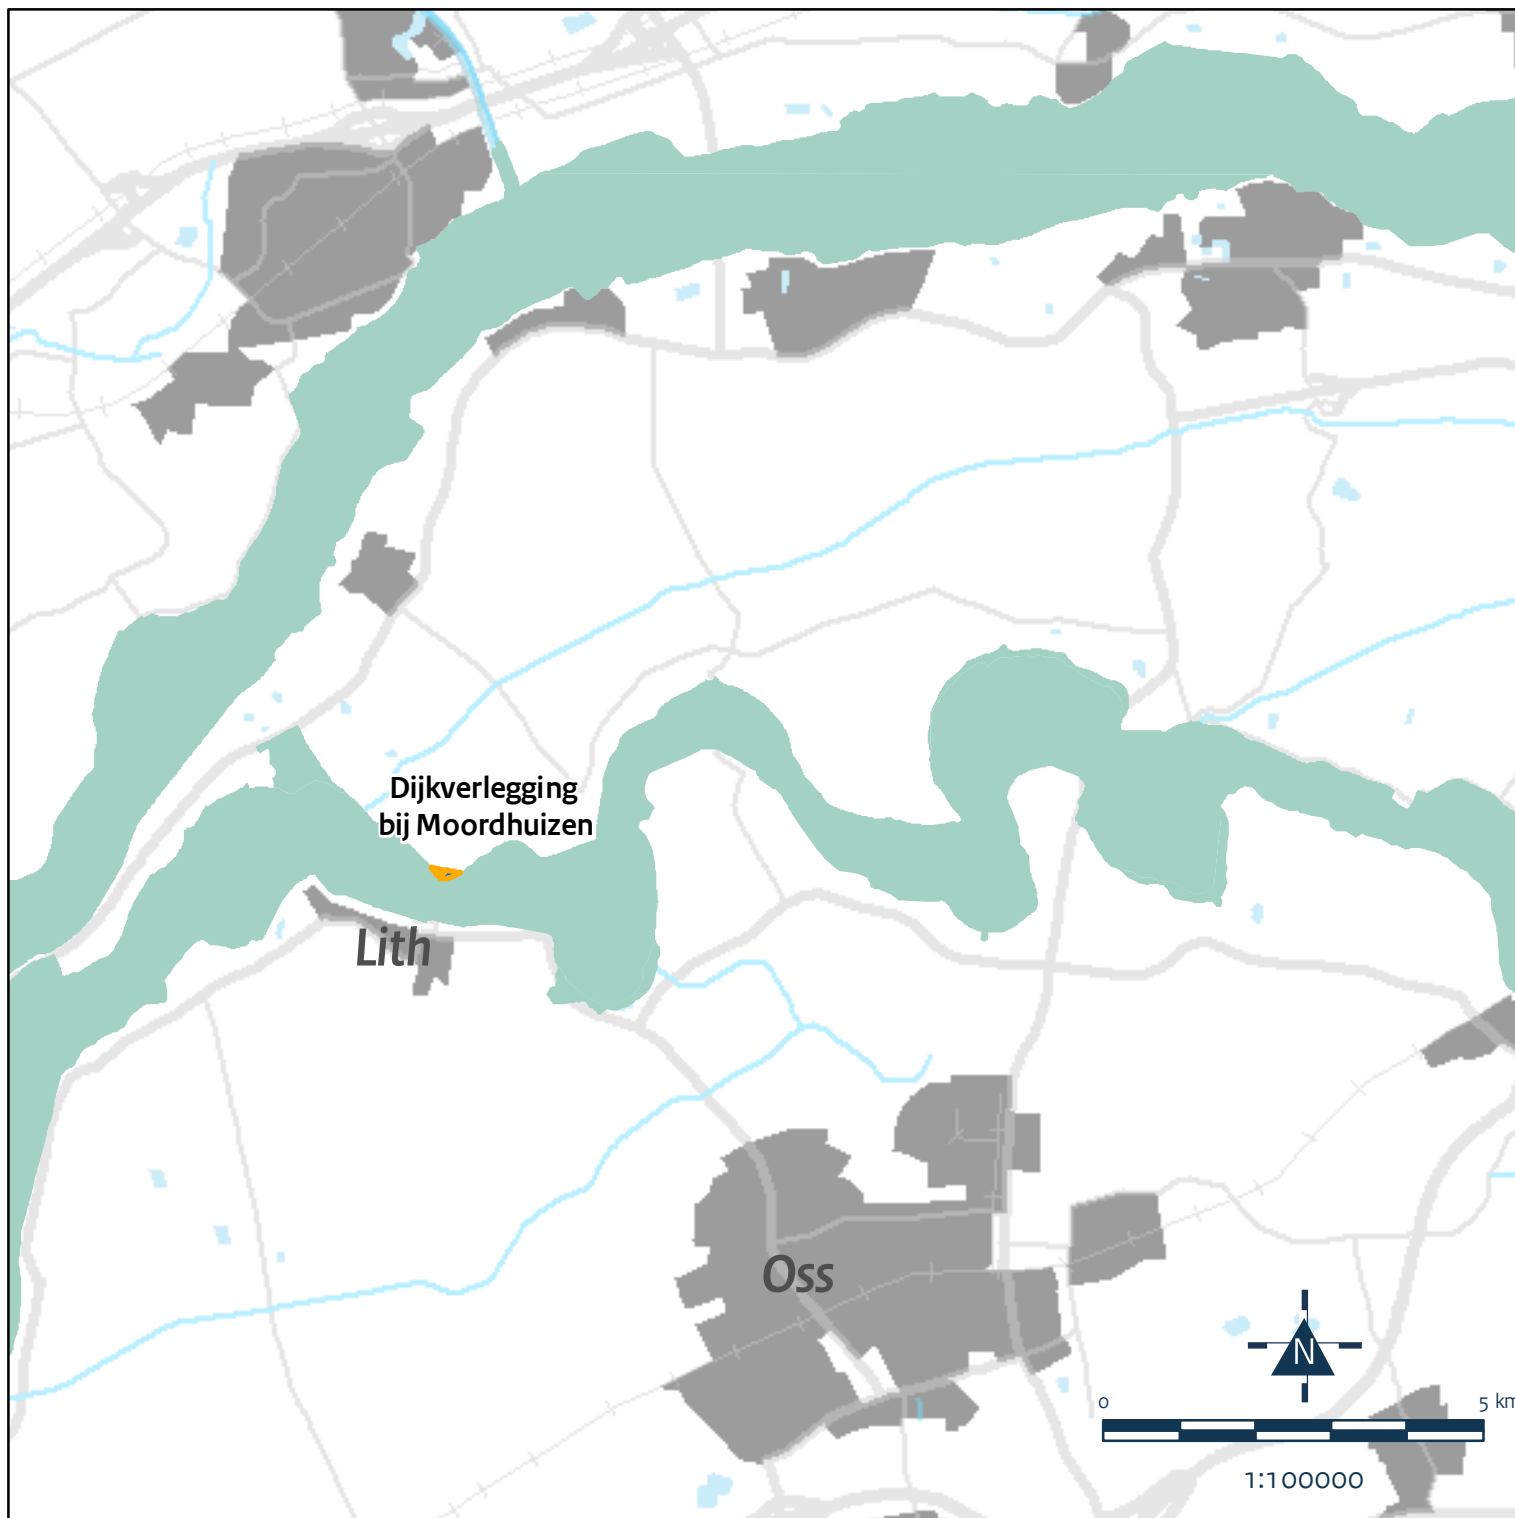 Dijkverlegging
bij Moordhuizen
Lith
Oss
N
0 5 km
1:100000